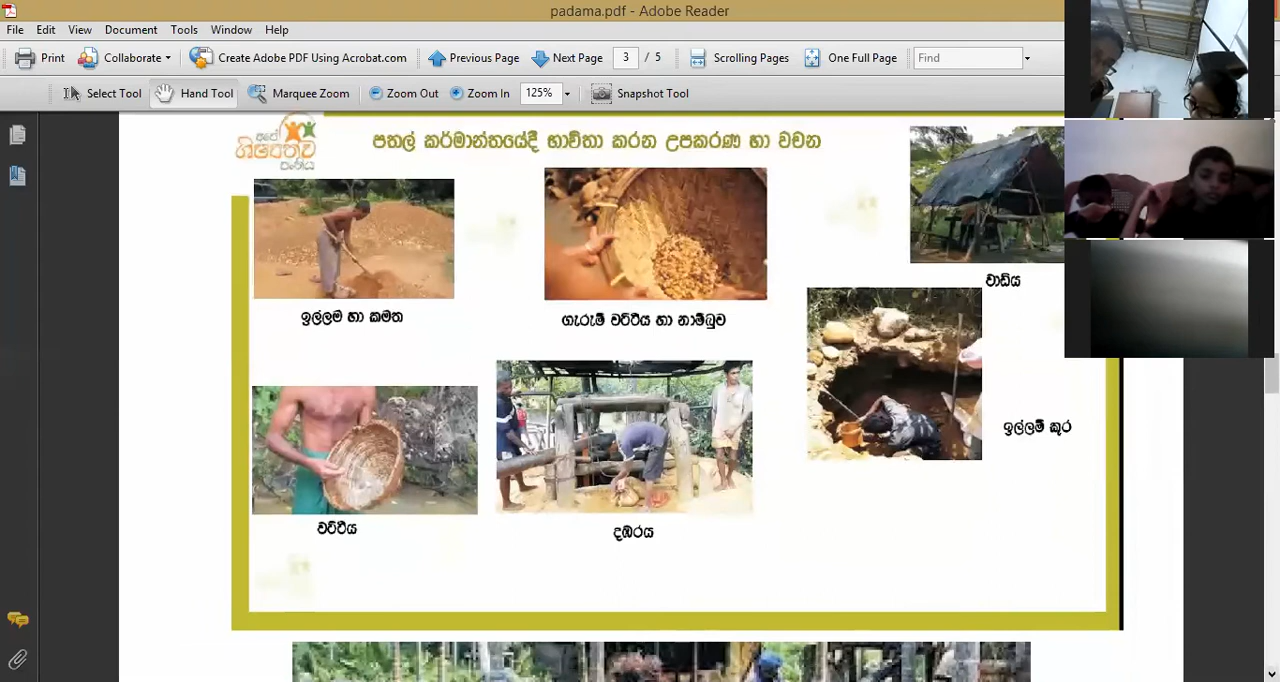 padama.pdf - Adobe Reader
File Edit View Document Tools Window Help
Print Collaborate Create Adobe PDF Using Acrobat.com Previous Page Next Page 3 / 5 Scrolling Pages One Full Page Find
Select Tool Hand Tool Marquee Zoom Zoom Out Zoom In 125% Snapshot Tool
අපේ
ශිෂ්‍යත්ව
පංතිය
පතල් කර්මාන්තයේදී භාවිතා කරන උපකරණ හා වචන
වාඩිය
ඉල්ලම හා කමත
ගැරුම් වට්ටිය හා නාම්බුව
ඉල්ලම් කුර
වට්ටිය
දඹරය